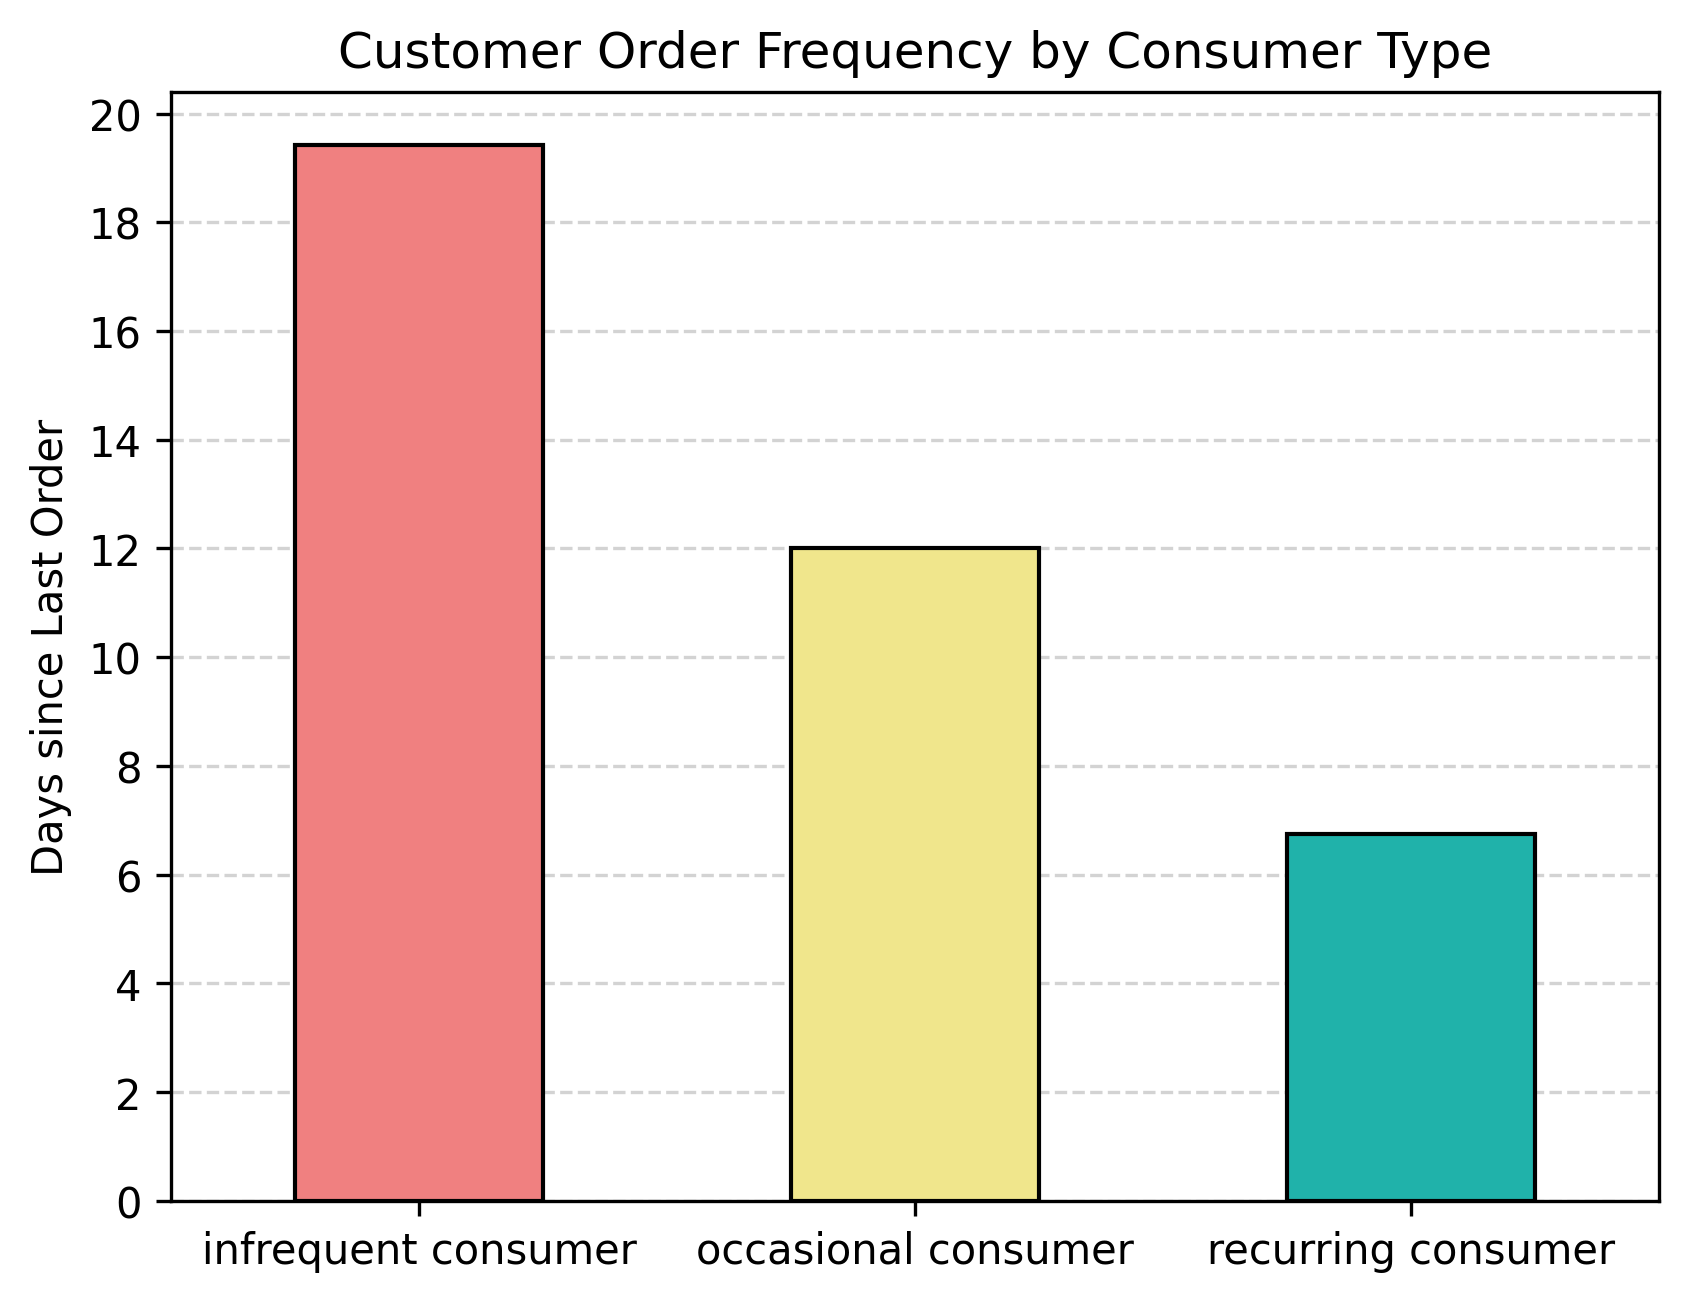 Customer Order Frequency by Consumer Type
Days since Last Order
20
18
16
14
12
10
8
6
4
2
0
infrequent consumer
occasional consumer
recurring consumer